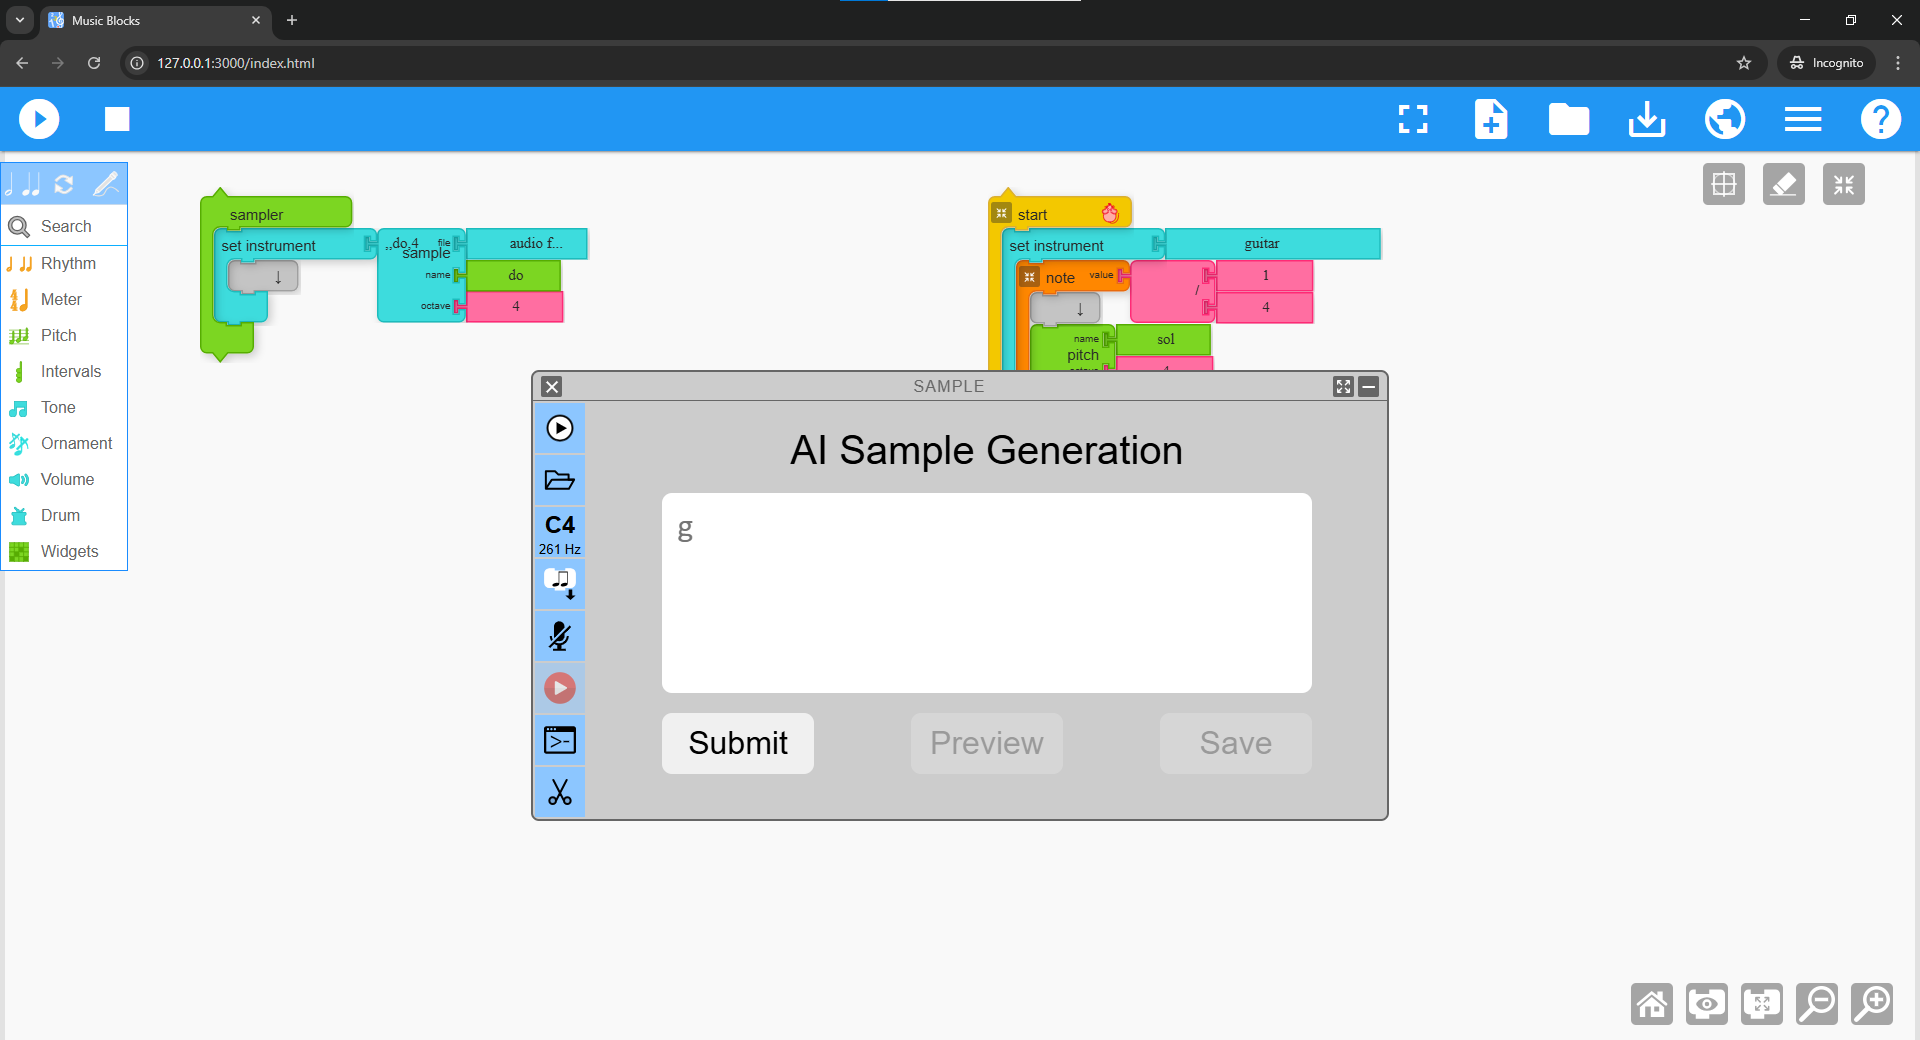 Music Blocks
127.0.0.1:3000/index.html
Incognito
Search
Rhythm
Meter
Pitch
Intervals
Tone
Ornament
Volume
Drum
Widgets
sampler
set instrument
,,do,4
file
sample
audio f...
name
do
octave
4
start
set instrument
guitar
note
value
1
/
4
name
sol
pitch
SAMPLE
C4
261 Hz
AI Sample Generation
g
Submit
Preview
Save